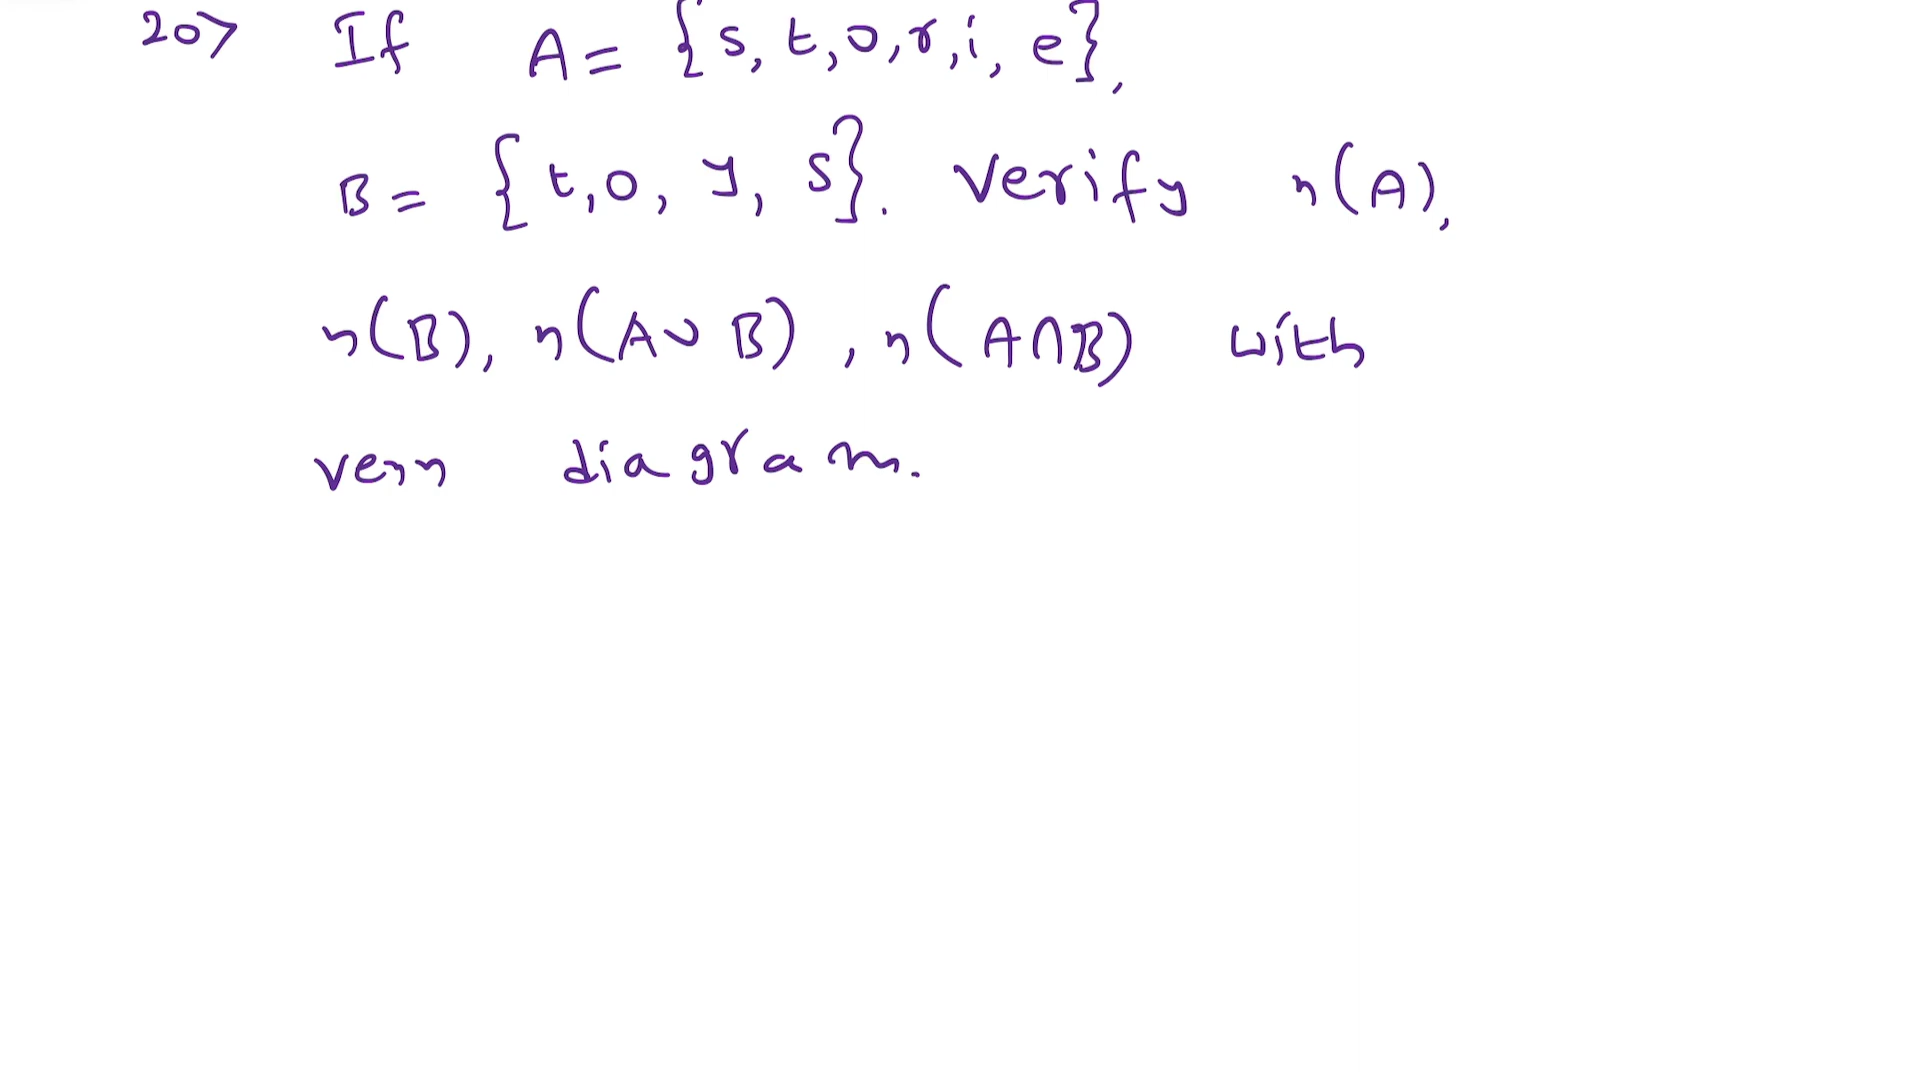 20> If A = {s, t, o, r, i, e},
B = {t, o, y, s}. Verify n(A),
n(B), n(A∪B), n(A∩B) with
venn diagram.